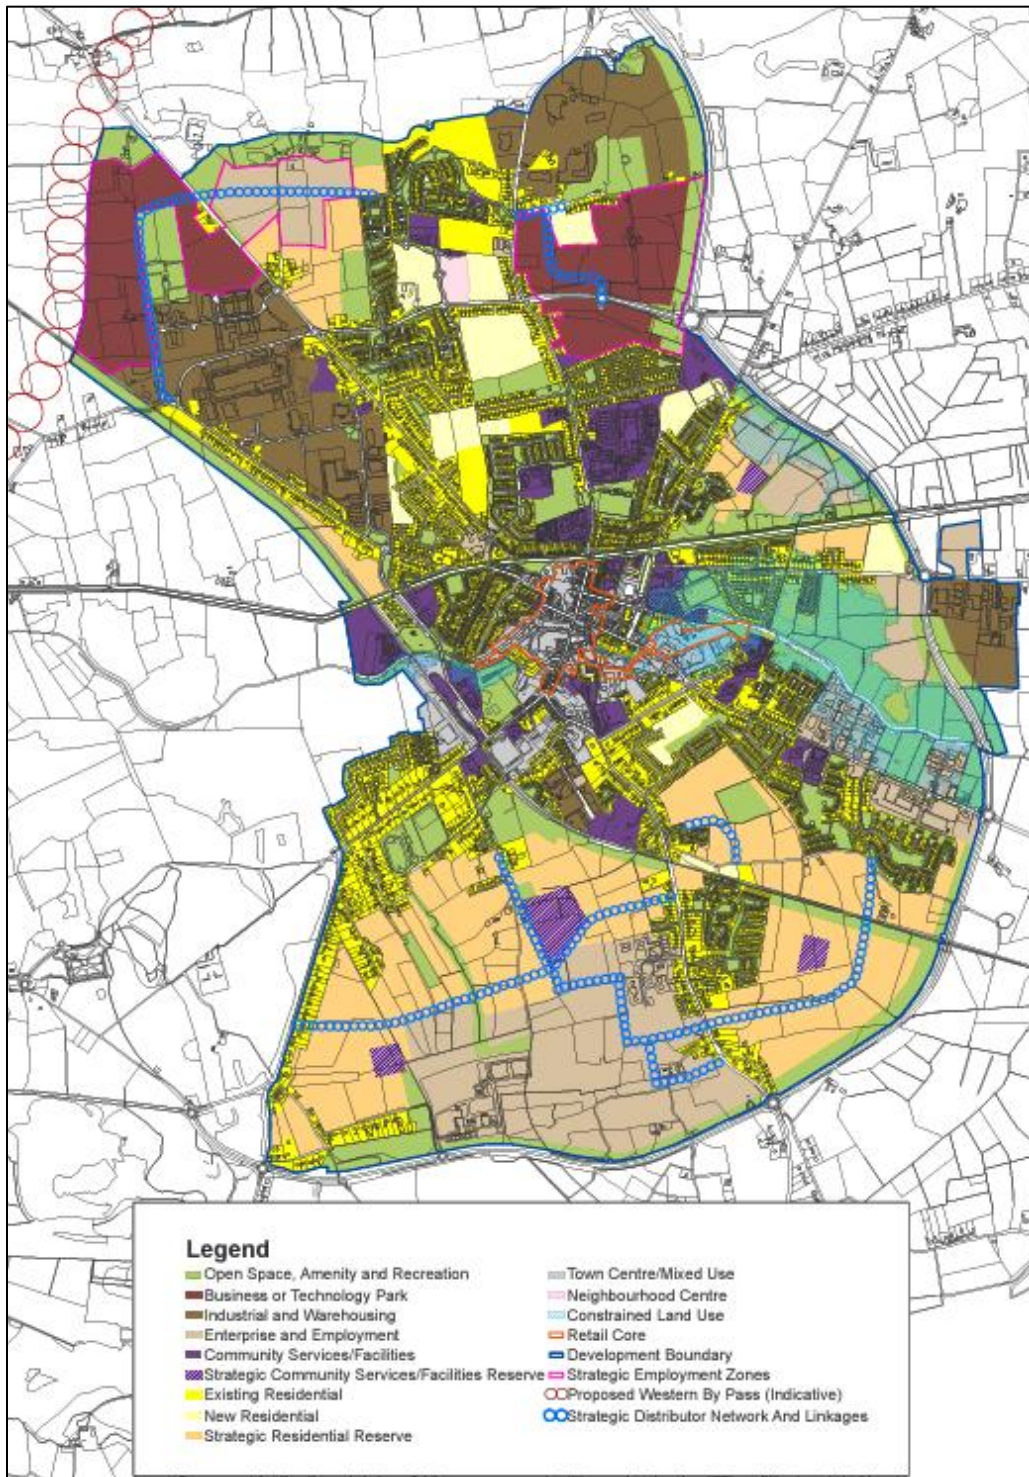 Legend
Open Space, Amenity and Recreation
Business or Technology Park
Industrial and Warehousing
Enterprise and Employment
Community Services/Facilities
Strategic Community Services/Facilities Reserve
Existing Residential
New Residential
Strategic Residential Reserve
Town Centre/Mixed Use
Neighbourhood Centre
Constrained Land Use
Retail Core
Development Boundary
Strategic Employment Zones
Proposed Western By Pass (Indicative)
Strategic Distributor Network And Linkages